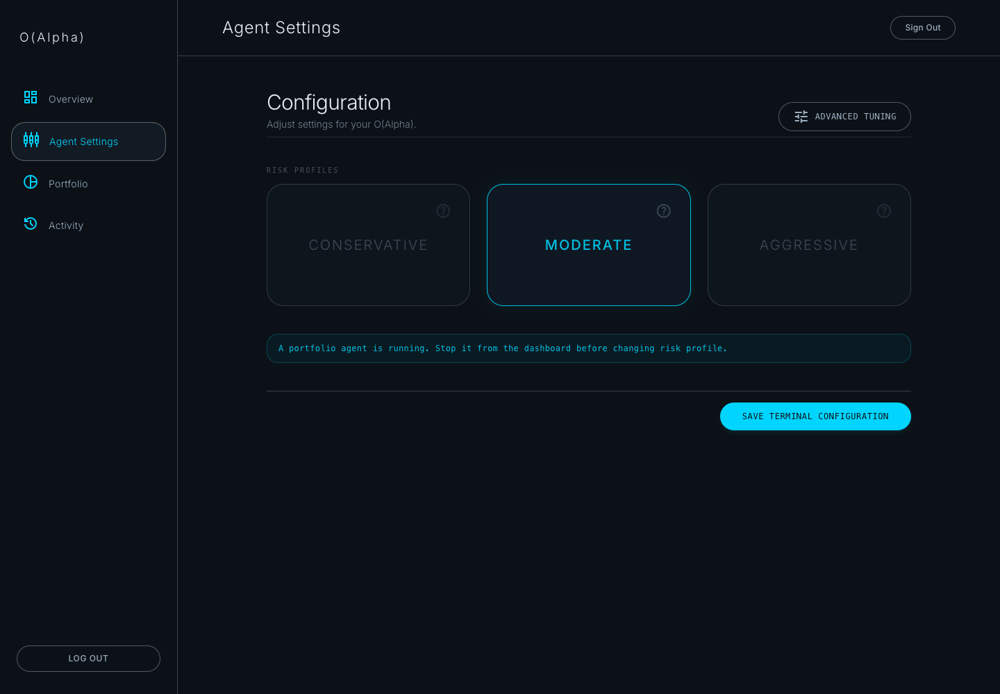 O(Alpha)
Agent Settings
Sign Out
Overview
Agent Settings
Portfolio
Activity
LOG OUT
Configuration
Adjust settings for your O(Alpha).
ADVANCED TUNING
RISK PROFILES
CONSERVATIVE
MODERATE
AGGRESSIVE
A portfolio agent is running. Stop it from the dashboard before changing risk profile.
SAVE TERMINAL CONFIGURATION